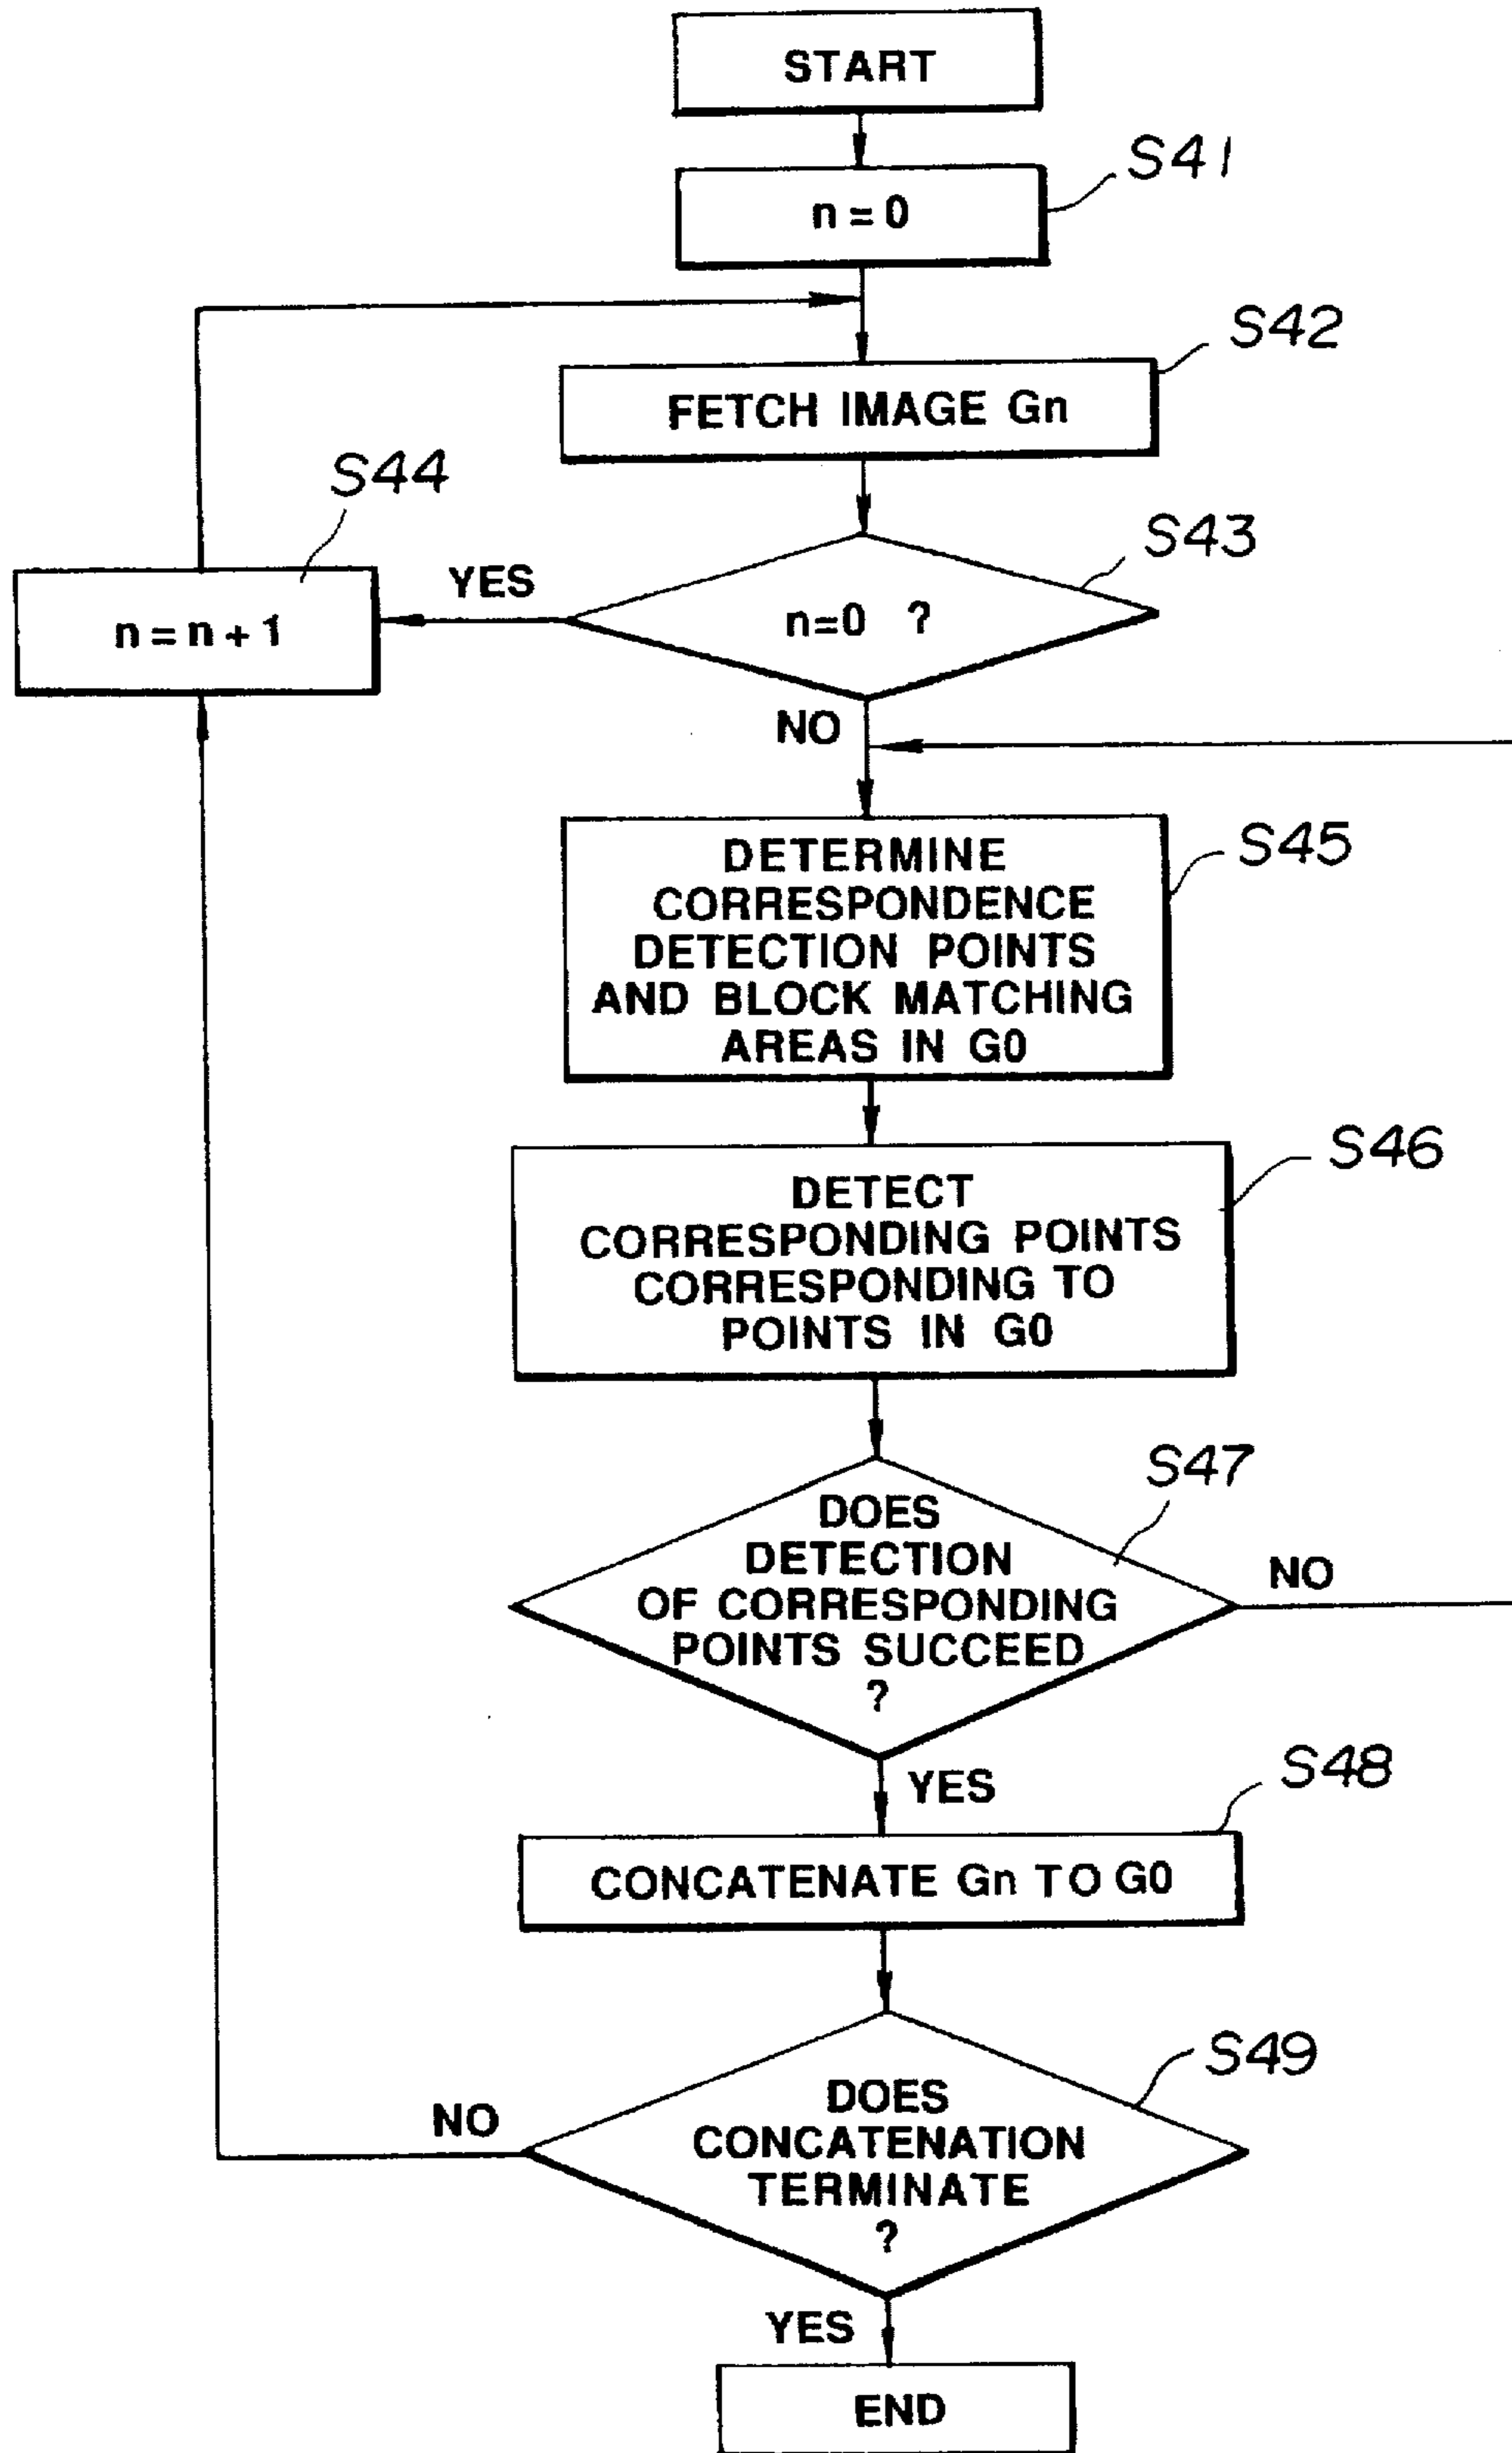 START
S41
n = 0
S42
FETCH IMAGE Gn
S44
S43
YES
n = n + 1
n=0 ?
NO
S45
DETERMINE
CORRESPONDENCE
DETECTION POINTS
AND BLOCK MATCHING
AREAS IN G0
S46
DETECT
CORRESPONDING POINTS
CORRESPONDING TO
POINTS IN G0
S47
DOES
DETECTION
OF CORRESPONDING
POINTS SUCCEED
?
NO
YES
S48
CONCATENATE Gn TO G0
S49
DOES
CONCATENATION
TERMINATE
?
NO
YES
END